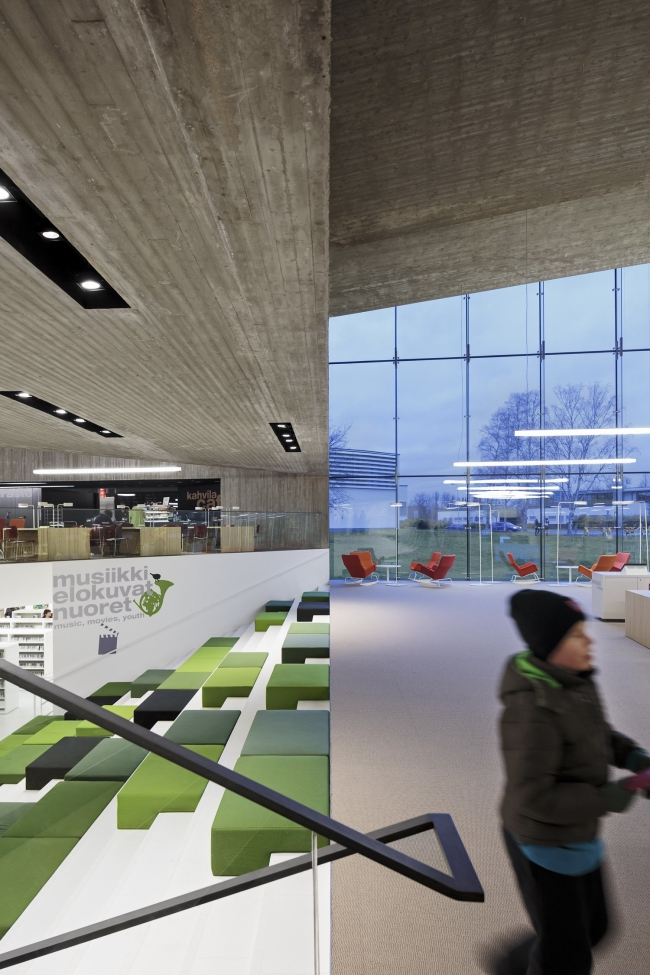 kahvila
musiikki
elokuvat
nuoret
music, movies, youth